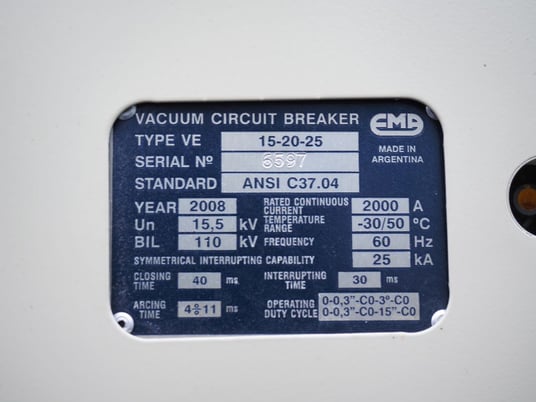 VACUUM CIRCUIT BREAKER EMA
TYPE VE 15-20-25
MADE IN ARGENTINA
SERIAL Nº 6597
STANDARD ANSI C37.04
YEAR 2008 RATED CONTINUOUS CURRENT 2000 A
Un 15,5 kV TEMPERATURE RANGE -30/50 °C
BIL 110 kV FREQUENCY 60 Hz
SYMMETRICAL INTERRUPTING CAPABILITY 25 kA
CLOSING TIME 40 ms INTERRUPTING TIME 30 ms
ARCING TIME 4 11 ms OPERATING DUTY CYCLE 0-0,3"-C0-3º-C0
0-0,3"-C0-15"-C0